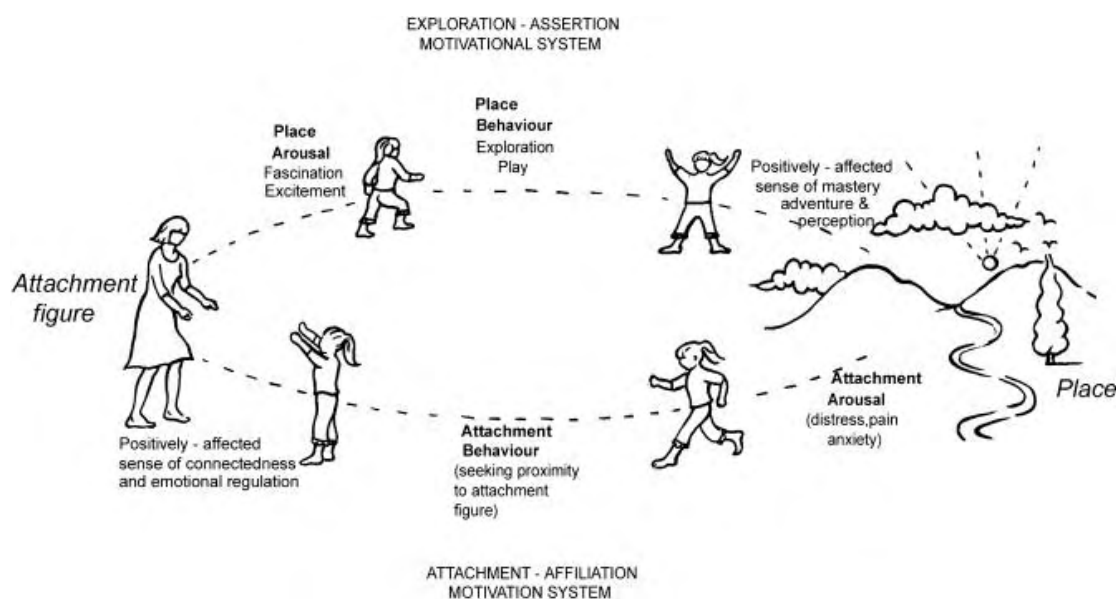 EXPLORATION - ASSERTION
MOTIVATIONAL SYSTEM
Place
Arousal
Fascination
Excitement
Place
Behaviour
Exploration
Play
Positively - affected
sense of mastery
adventure &
perception
Attachment
figure
Place
Attachment
Arousal
(distress,pain
anxiety)
Attachment
Behaviour
(seeking proximity
to attachment
figure)
Positively - affected
sense of connectedness
and emotional regulation
ATTACHMENT - AFFILIATION
MOTIVATION SYSTEM